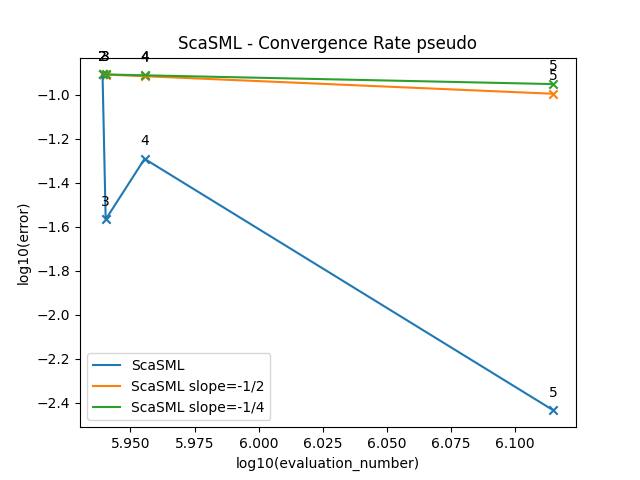 ScaSML - Convergence Rate pseudo
2 3 4 5
5
4
3
5
−1.0
−1.2
−1.4
−1.6
−1.8
−2.0
−2.2
−2.4
log10(error)
ScaSML
ScaSML slope=-1/2
ScaSML slope=-1/4
5.950 5.975 6.000 6.025 6.050 6.075 6.100
log10(evaluation_number)